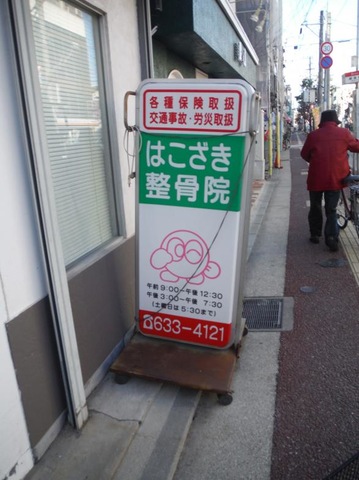 各種保険取扱
交通事故・労災取扱
はこざき
整骨院
午前 9:00〜午後 12:30
午後 3:00〜午後 7:30
(土曜日は5:30まで)
☎633-4121